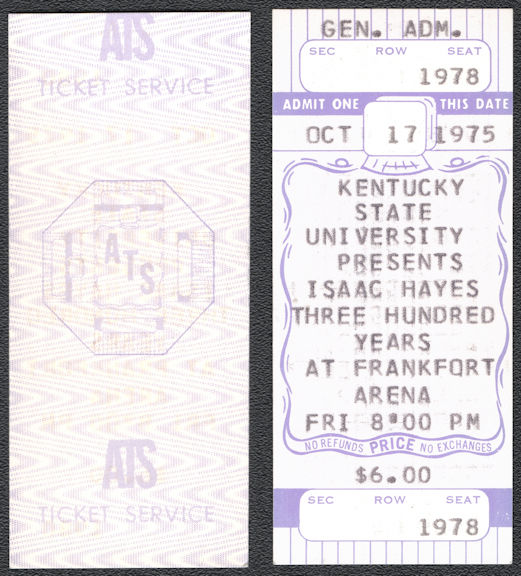 ATS
TICKET SERVICE
ATS
ATS
TICKET SERVICE
GEN. ADM.
SEC ROW SEAT
1978
ADMIT ONE THIS DATE
OCT 17 1975
KENTUCKY
STATE
UNIVERSITY
PRESENTS
ISAAC HAYES
THREE HUNDRED
YEARS
AT FRANKFORT
ARENA
FRI 8:00 PM
NO REFUNDS PRICE NO EXCHANGES
$6.00
SEC ROW SEAT
1978